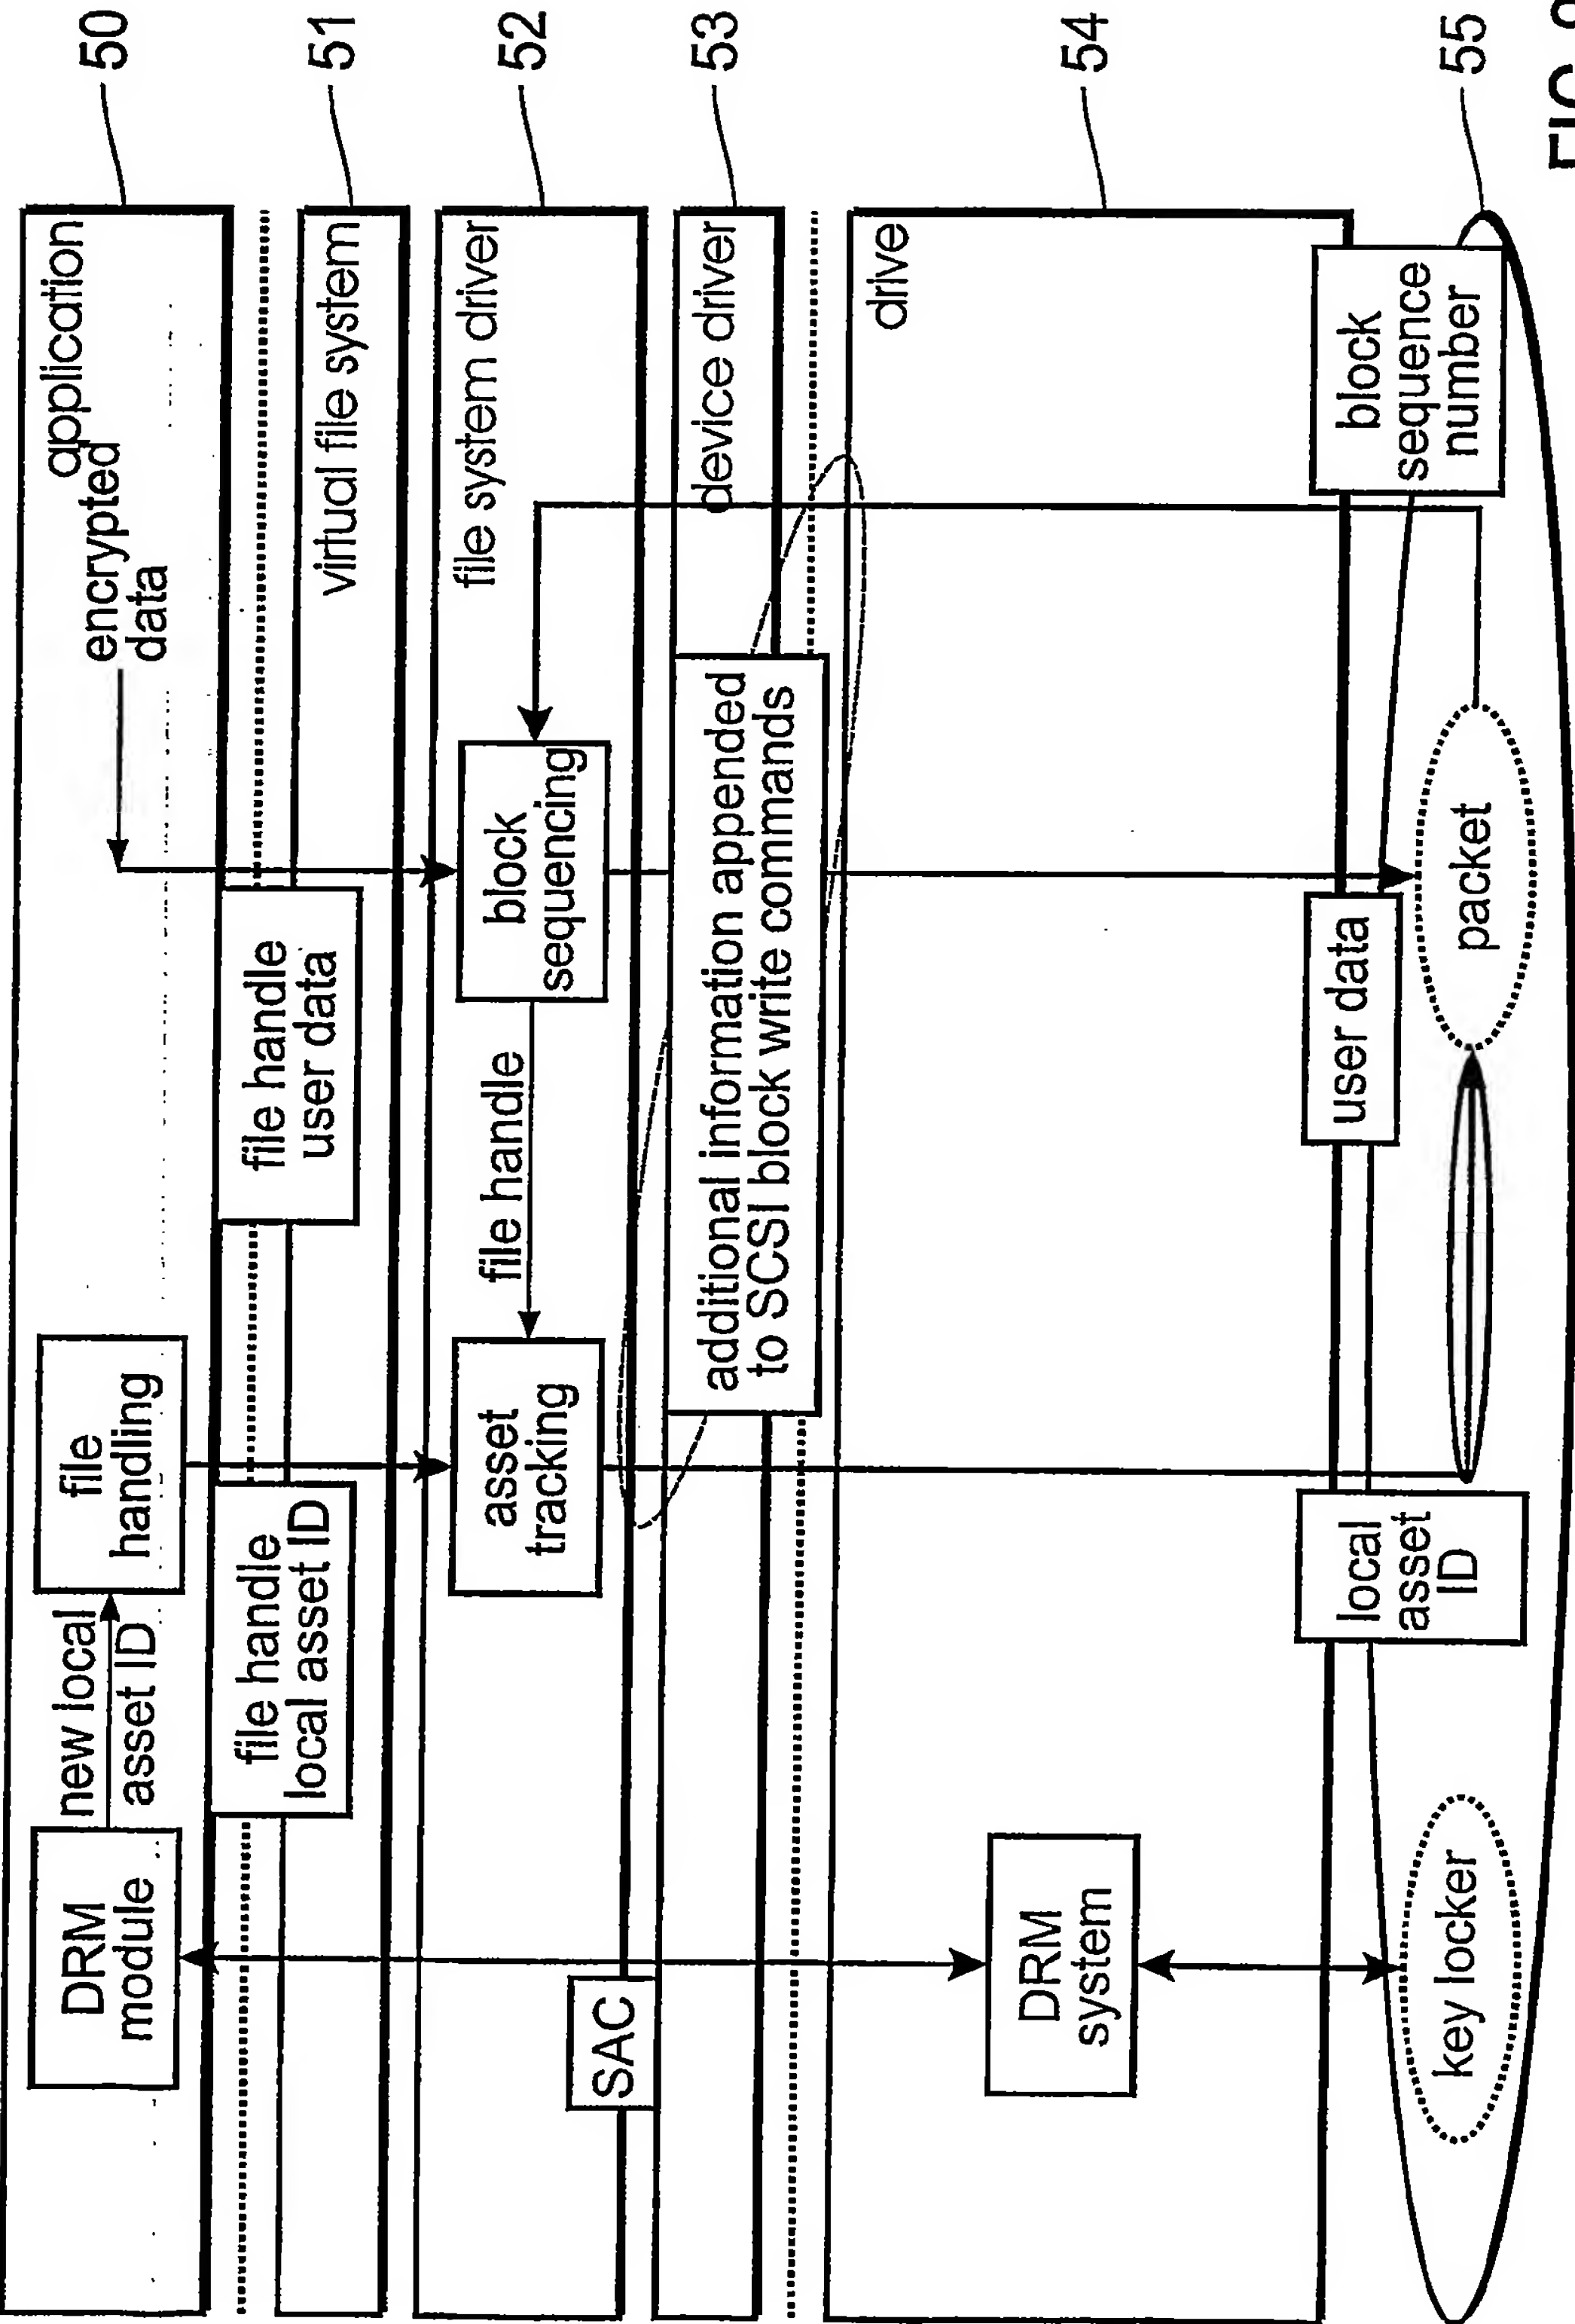 application
50
encrypted
data
DRM
module
new local
asset ID
file
handling
file handle
local asset ID
file handle
user data
virtual file system
51
file system driver
52
asset
tracking
file handle
block
sequencing
SAC
device driver
53
additional information appended
to SCSI block write commands
drive
54
DRM
system
local
asset
ID
user data
block
sequence
number
key locker
packet
55
FIG